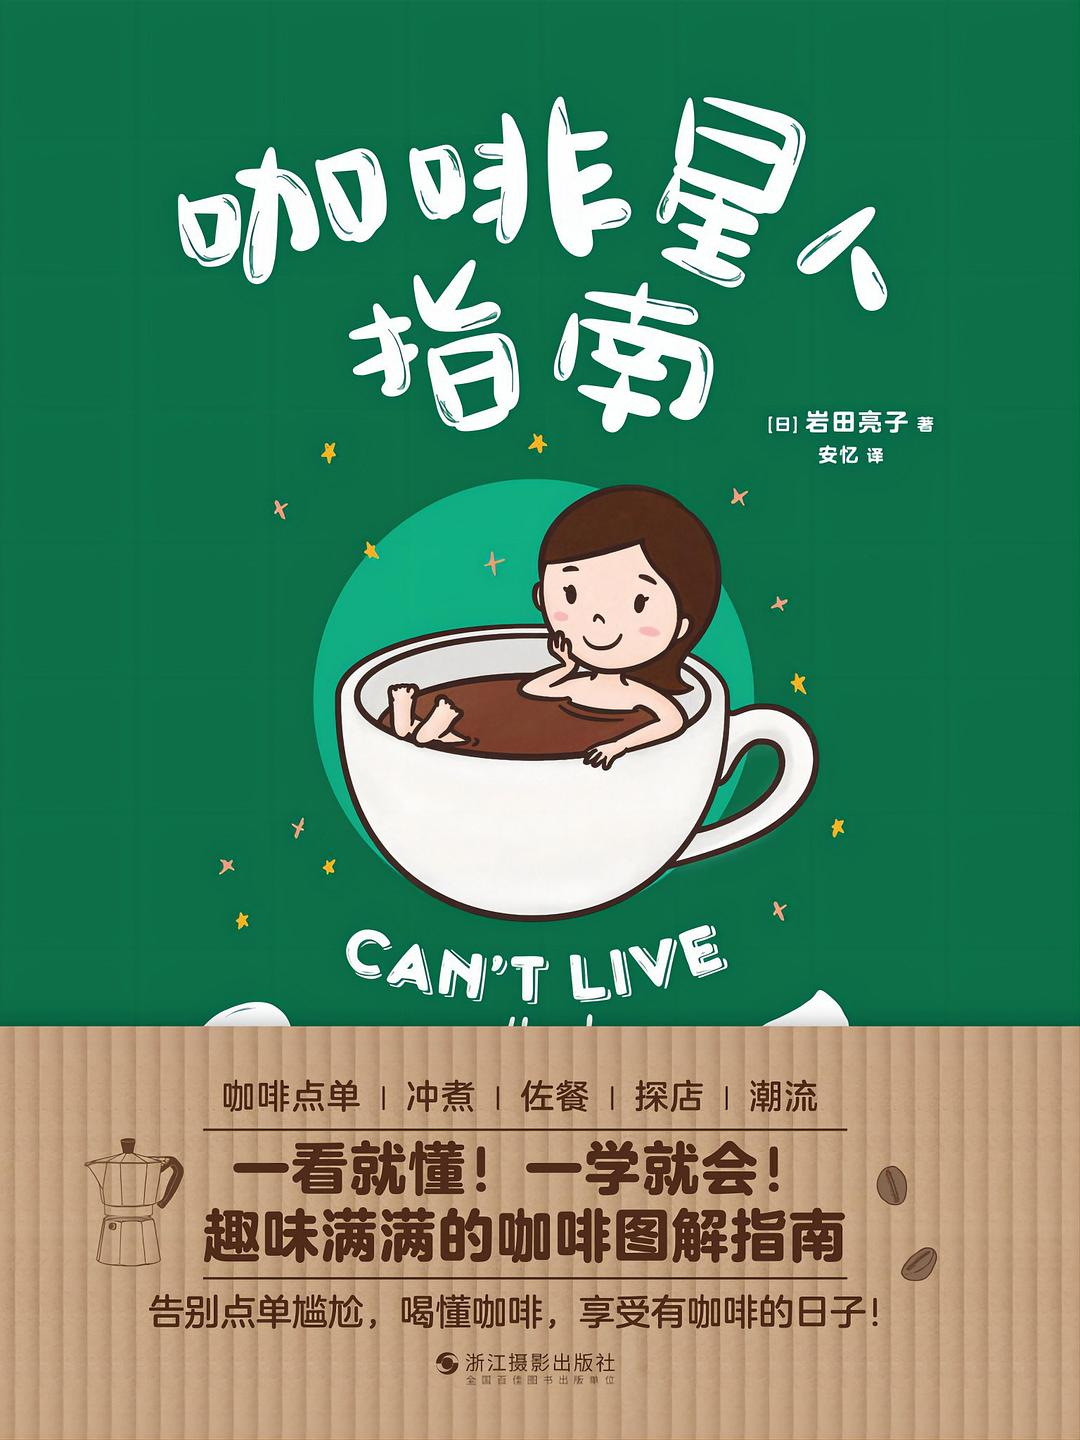 咖啡星人
指南
[日] 岩田亮子 著
安忆 译
CAN'T LIVE
咖啡点单 | 冲煮 | 佐餐 | 探店 | 潮流
一看就懂！一学就会！
趣味满满的咖啡图解指南
告别点单尴尬，喝懂咖啡，享受有咖啡的日子！
浙江摄影出版社
全国百佳图书出版单位